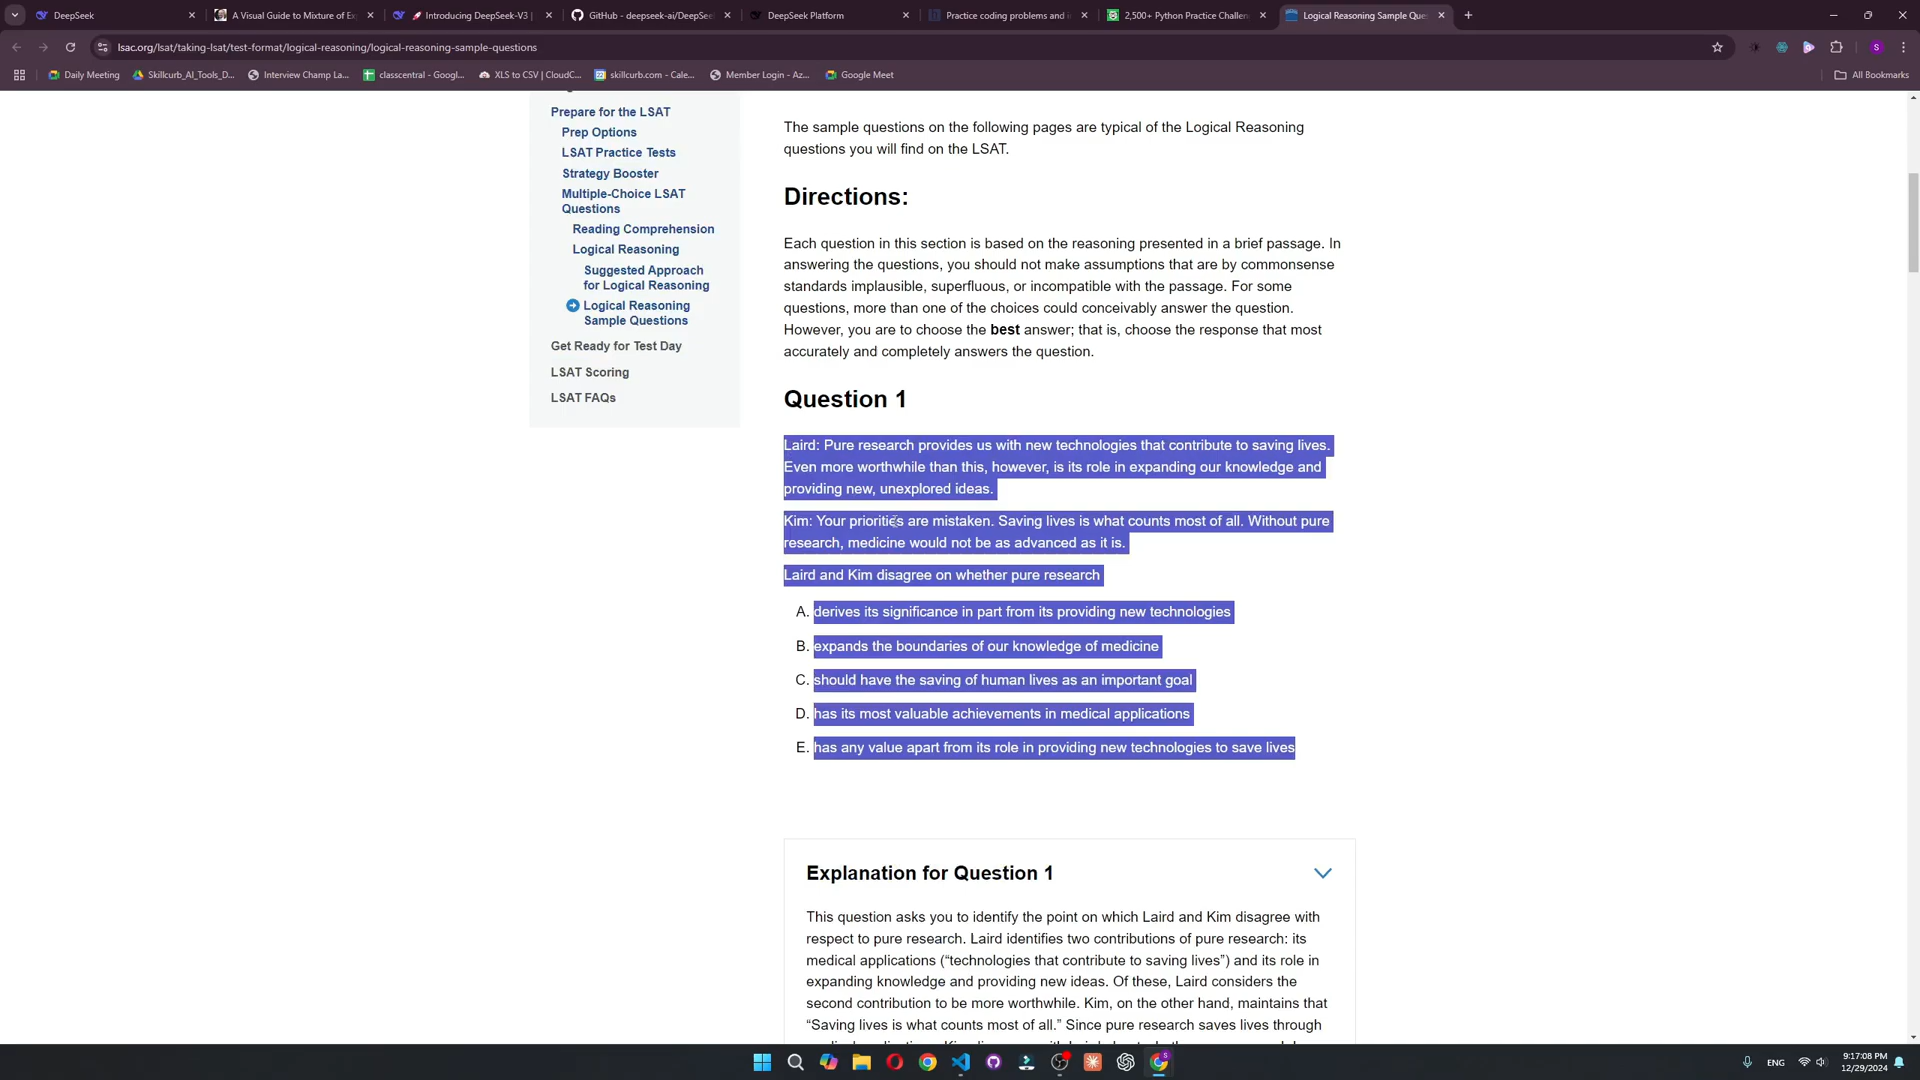 DeepSeek
A Visual Guide to Mixture of Ex
Introducing DeepSeek-V3 |
GitHub - deepseek-ai/DeepSee
DeepSeek Platform
Practice coding problems and i
2,500+ Python Practice Challen
Logical Reasoning Sample Que
lsac.org/lsat/taking-lsat/test-format/logical-reasoning/logical-reasoning-sample-questions
S
Daily Meeting
Skillcurb_AI_Tools_D...
Interview Champ La...
classcentral - Googl...
XLS to CSV | CloudC...
skillcurb.com - Cale...
Member Login - Az...
Google Meet
All Bookmarks
Prepare for the LSAT
Prep Options
LSAT Practice Tests
Strategy Booster
Multiple-Choice LSAT
Questions
Reading Comprehension
Logical Reasoning
Suggested Approach
for Logical Reasoning
Logical Reasoning
Sample Questions
Get Ready for Test Day
LSAT Scoring
LSAT FAQs
The sample questions on the following pages are typical of the Logical Reasoning
questions you will find on the LSAT.
Directions:
Each question in this section is based on the reasoning presented in a brief passage. In
answering the questions, you should not make assumptions that are by commonsense
standards implausible, superfluous, or incompatible with the passage. For some
questions, more than one of the choices could conceivably answer the question.
However, you are to choose the best answer; that is, choose the response that most
accurately and completely answers the question.
Question 1
Laird: Pure research provides us with new technologies that contribute to saving lives.
Even more worthwhile than this, however, is its role in expanding our knowledge and
providing new, unexplored ideas.
Kim: Your priorities are mistaken. Saving lives is what counts most of all. Without pure
research, medicine would not be as advanced as it is.
Laird and Kim disagree on whether pure research
A. derives its significance in part from its providing new technologies
B. expands the boundaries of our knowledge of medicine
C. should have the saving of human lives as an important goal
D. has its most valuable achievements in medical applications
E. has any value apart from its role in providing new technologies to save lives
Explanation for Question 1
This question asks you to identify the point on which Laird and Kim disagree with
respect to pure research. Laird identifies two contributions of pure research: its
medical applications (“technologies that contribute to saving lives”) and its role in
expanding knowledge and providing new ideas. Of these, Laird considers the
second contribution to be more worthwhile. Kim, on the other hand, maintains that
“Saving lives is what counts most of all.” Since pure research saves lives through
ENG
9:17:08 PM
12/29/2024